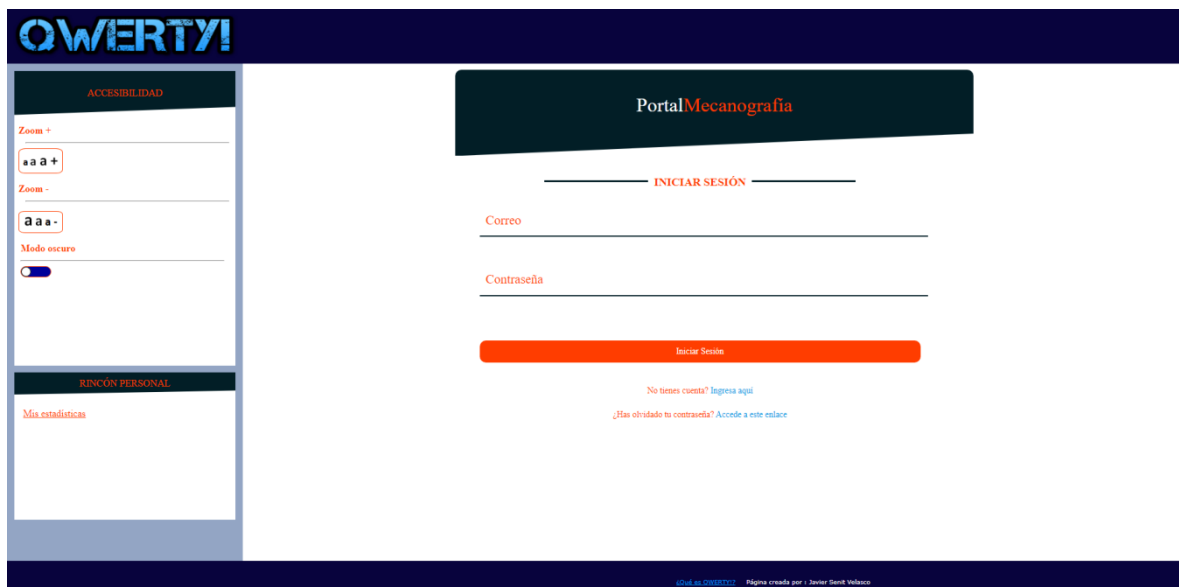 QWERTY!
ACCESIBILIDAD
Zoom +
a a a +
Zoom -
a a a -
Modo oscuro
RINCÓN PERSONAL
Mis estadísticas
PortalMecanografía
INICIAR SESIÓN
Correo
Contraseña
Iniciar Sesión
No tienes cuenta? Ingresa aquí
¿Has olvidado tu contraseña? Accede a este enlace
¿Qué es QWERTY!? Página creada por : Javier Senit Velasco